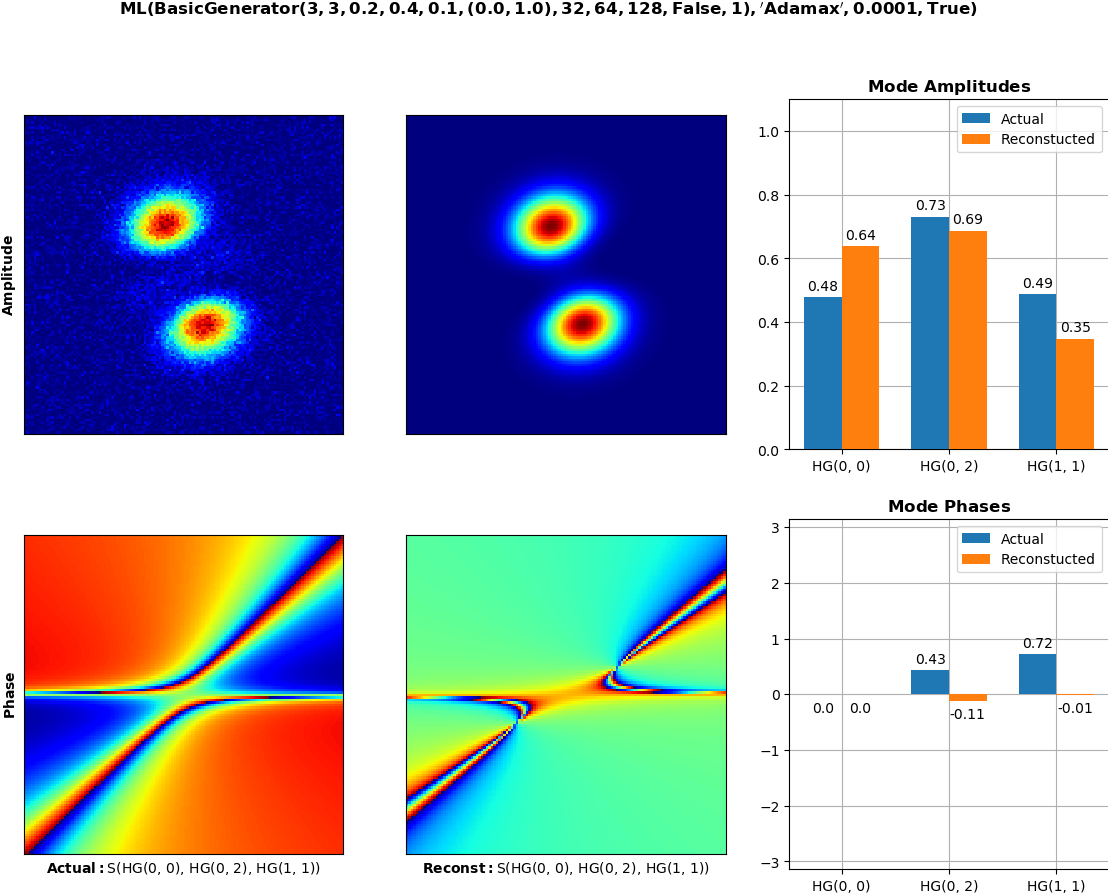 ML(BasicGenerator(3, 3, 0.2, 0.4, 0.1, (0.0, 1.0), 32, 64, 128, False, 1), 'Adamax', 0.0001, True)
Amplitude
Mode Amplitudes
Actual
Reconstucted
1.0
0.8
0.6
0.4
0.2
0.0
0.48
0.64
0.73
0.69
0.49
0.35
HG(0, 0)
HG(0, 2)
HG(1, 1)
Phase
Actual: S(HG(0, 0), HG(0, 2), HG(1, 1))
Reconst: S(HG(0, 0), HG(0, 2), HG(1, 1))
Mode Phases
Actual
Reconstucted
3
2
1
0
−1
−2
−3
0.0
0.0
0.43
-0.11
0.72
-0.01
HG(0, 0)
HG(0, 2)
HG(1, 1)